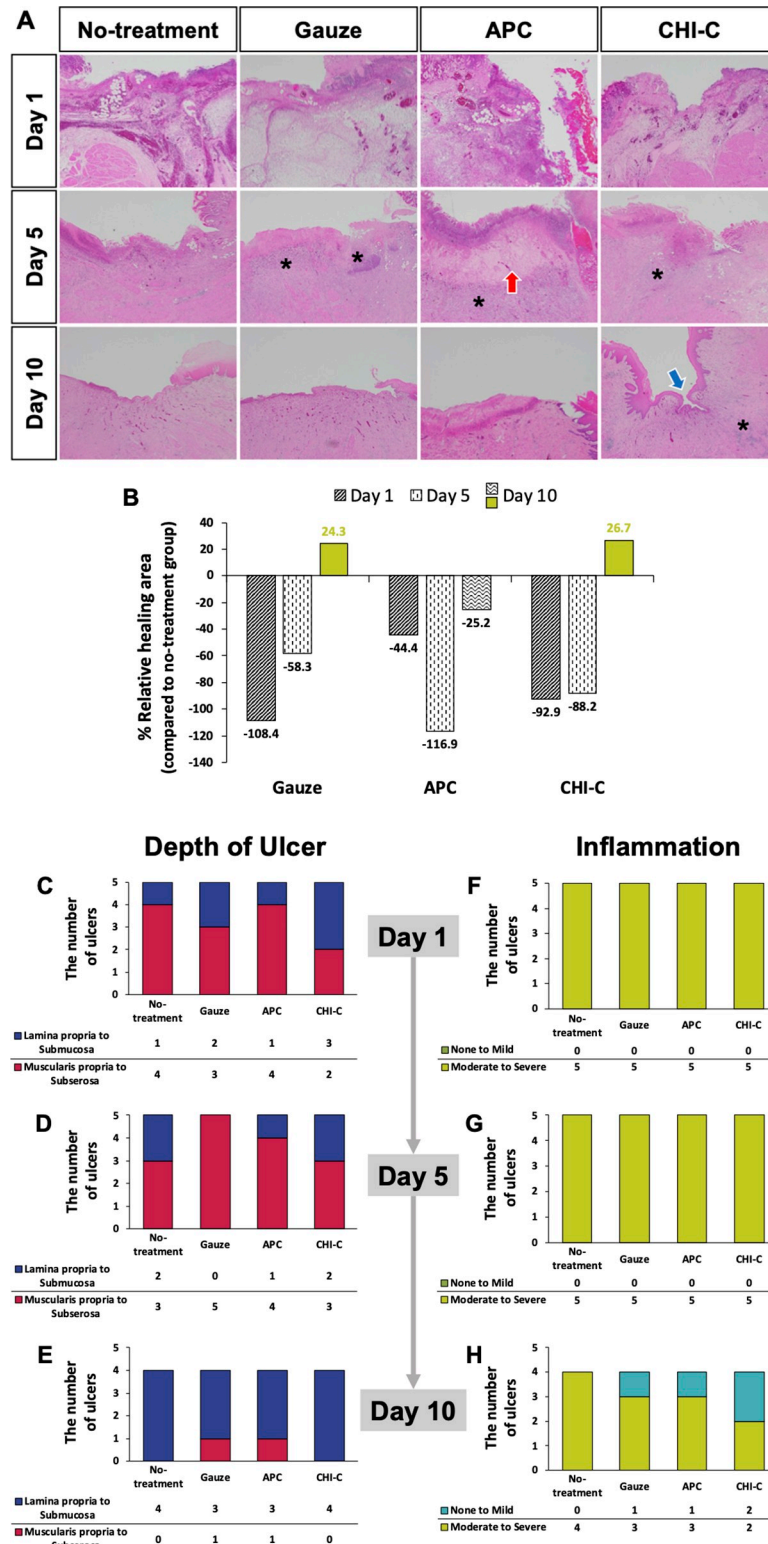 A
No-treatment Gauze APC CHI-C
Day 1
Day 5
* * * *
Day 10
*
B
Day 1 Day 5 Day 10
% Relative healing area
(compared to no-treatment group)
40
20
0
-20
-40
-60
-80
-100
-120
-140
-108.4 -58.3 24.3
-44.4 -116.9 -25.2
-92.9 -88.2 26.7
Gauze APC CHI-C
Depth of Ulcer
Inflammation
C
The number
of ulcers
5
4
3
2
1
0
No-treatment Gauze APC CHI-C
Lamina propria to Submucosa 1 2 1 3
Muscularis propria to Subserosa 4 3 4 2
Day 1
F
The number
of ulcers
5
4
3
2
1
0
No-treatment Gauze APC CHI-C
None to Mild 0 0 0 0
Moderate to Severe 5 5 5 5
D
The number
of ulcers
5
4
3
2
1
0
No-treatment Gauze APC CHI-C
Lamina propria to Submucosa 2 0 1 2
Muscularis propria to Subserosa 3 5 4 3
Day 5
G
The number
of ulcers
5
4
3
2
1
0
No-treatment Gauze APC CHI-C
None to Mild 0 0 0 0
Moderate to Severe 5 5 5 5
E
The number
of ulcers
5
4
3
2
1
0
No-treatment Gauze APC CHI-C
Lamina propria to Submucosa 4 3 3 4
Muscularis propria to Subserosa 0 1 1 0
Day 10
H
The number
of ulcers
5
4
3
2
1
0
No-treatment Gauze APC CHI-C
None to Mild 0 1 1 2
Moderate to Severe 4 3 3 2